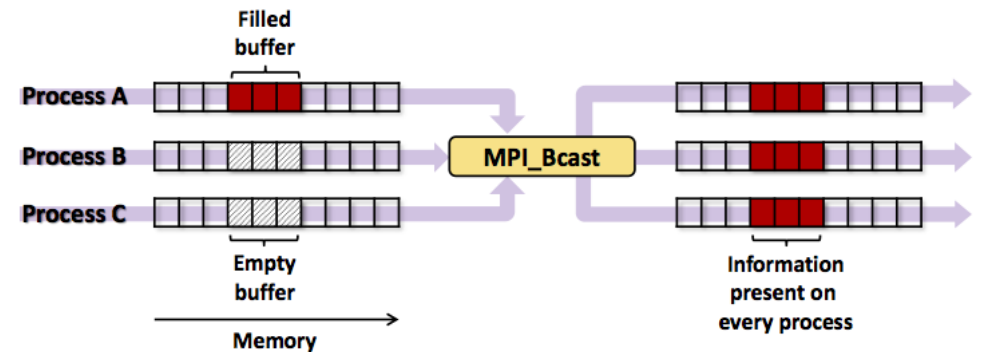 Filled
buffer
Process A
Process B
MPI_Bcast
Process C
Empty
buffer
Information
present on
every process
Memory